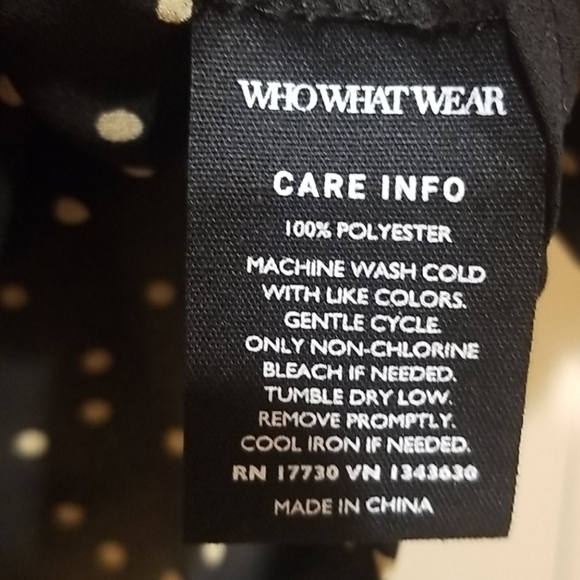 WHO WHAT WEAR
CARE INFO
100% POLYESTER
MACHINE WASH COLD
WITH LIKE COLORS.
GENTLE CYCLE.
ONLY NON-CHLORINE
BLEACH IF NEEDED.
TUMBLE DRY LOW.
REMOVE PROMPTLY.
COOL IRON IF NEEDED.
RN 17730 VN 1343630
MADE IN CHINA